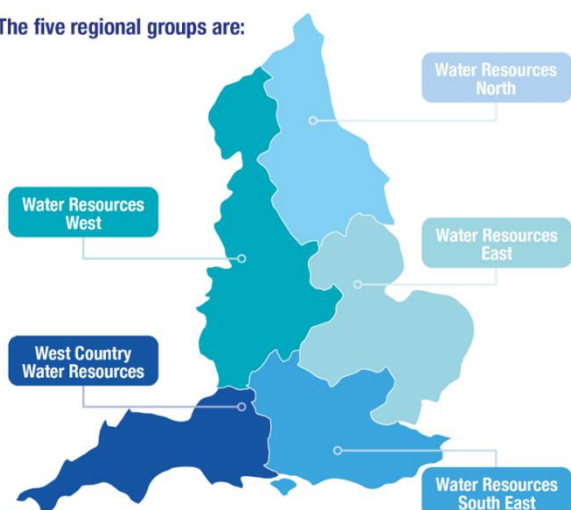 The five regional groups are:
Water Resources
North
Water Resources
West
Water Resources
East
West Country
Water Resources
Water Resources
South East